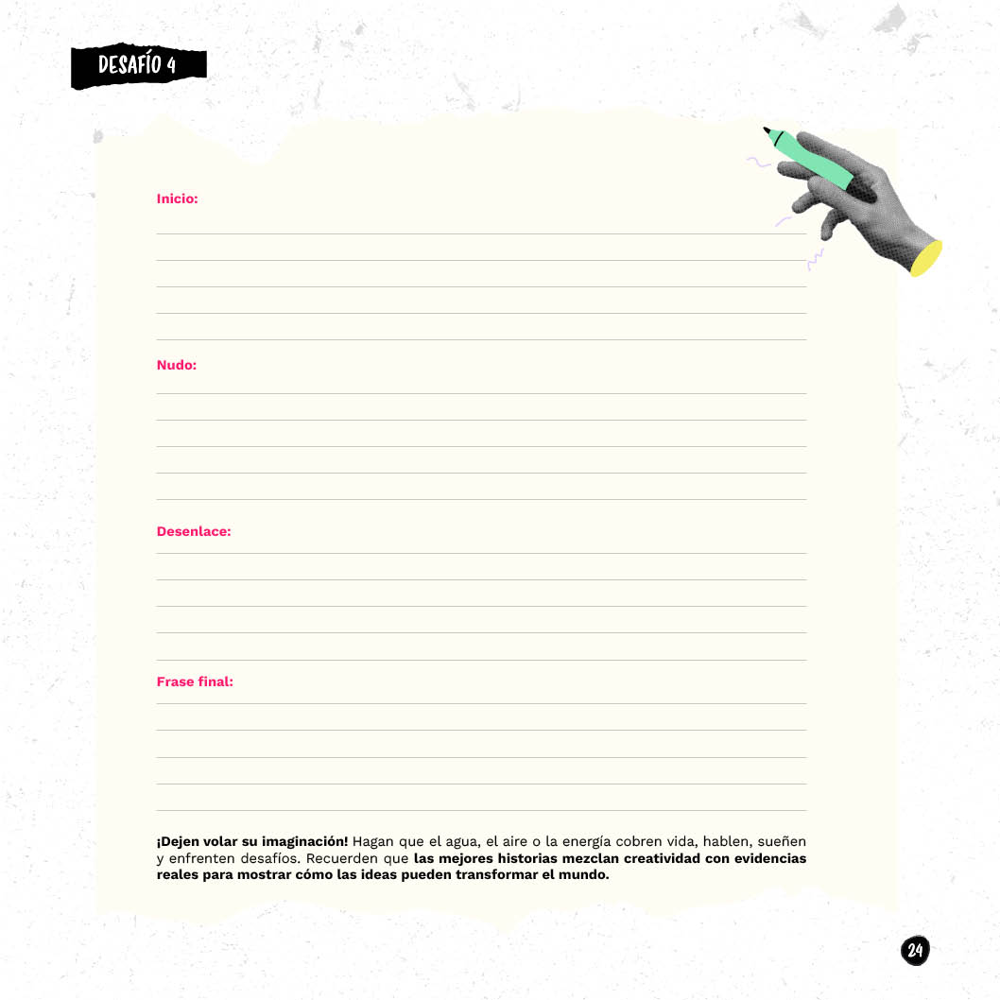 DESAFÍO 4
Inicio:
Nudo:
Desenlace:
Frase final:
¡Dejen volar su imaginación! Hagan que el agua, el aire o la energía cobren vida, hablen, sueñen
y enfrenten desafíos. Recuerden que las mejores historias mezclan creatividad con evidencias
reales para mostrar cómo las ideas pueden transformar el mundo.
24